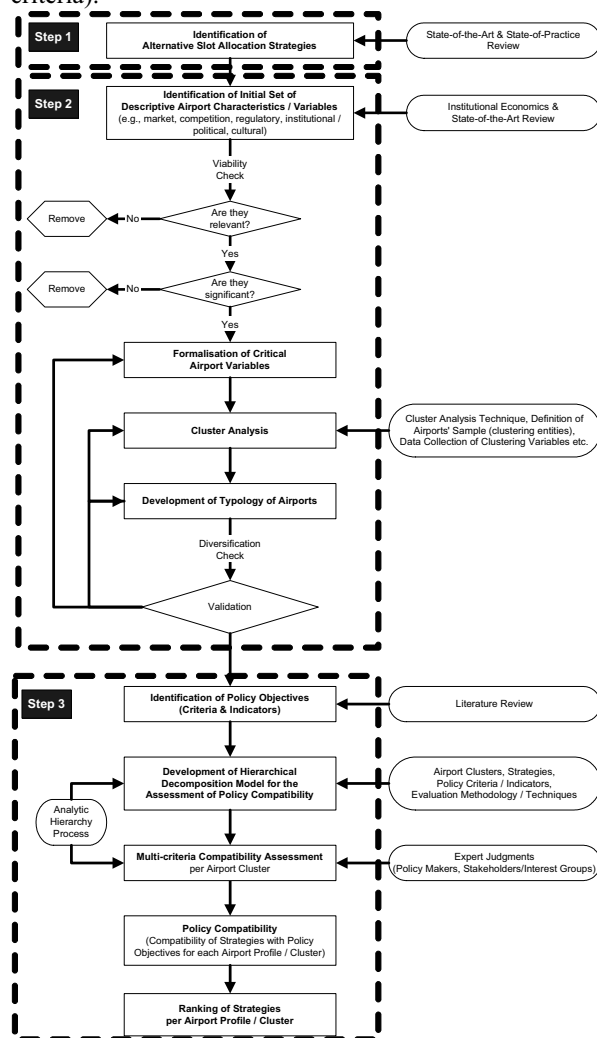 criteria).
Step 1
Identification of
Alternative Slot Allocation Strategies
State-of-the-Art & State-of-Practice
Review
Step 2
Identification of Initial Set of
Descriptive Airport Characteristics / Variables
(e.g., market, competition, regulatory, institutional /
political, cultural)
Institutional Economics &
State-of-the-Art Review
Viability
Check
Remove
No
Are they
relevant?
Yes
Remove
No
Are they
significant?
Yes
Formalisation of Critical
Airport Variables
Cluster Analysis
Cluster Analysis Technique, Definition of
Airports' Sample (clustering entities),
Data Collection of Clustering Variables etc.
Development of Typology of Airports
Diversification
Check
Validation
Step 3
Identification of Policy Objectives
(Criteria & Indicators)
Literature Review
Development of Hierarchical
Decomposition Model for the
Assessment of Policy Compatibility
Airport Clusters, Strategies,
Policy Criteria / Indicators,
Evaluation Methodology / Techniques
Analytic
Hierarchy
Process
Multi-criteria Compatibility Assessment
per Airport Cluster
Expert Judgments
(Policy Makers, Stakeholders/Interest Groups)
Policy Compatibility
(Compatibility of Strategies with Policy
Objectives for each Airport Profile / Cluster)
Ranking of Strategies
per Airport Profile / Cluster